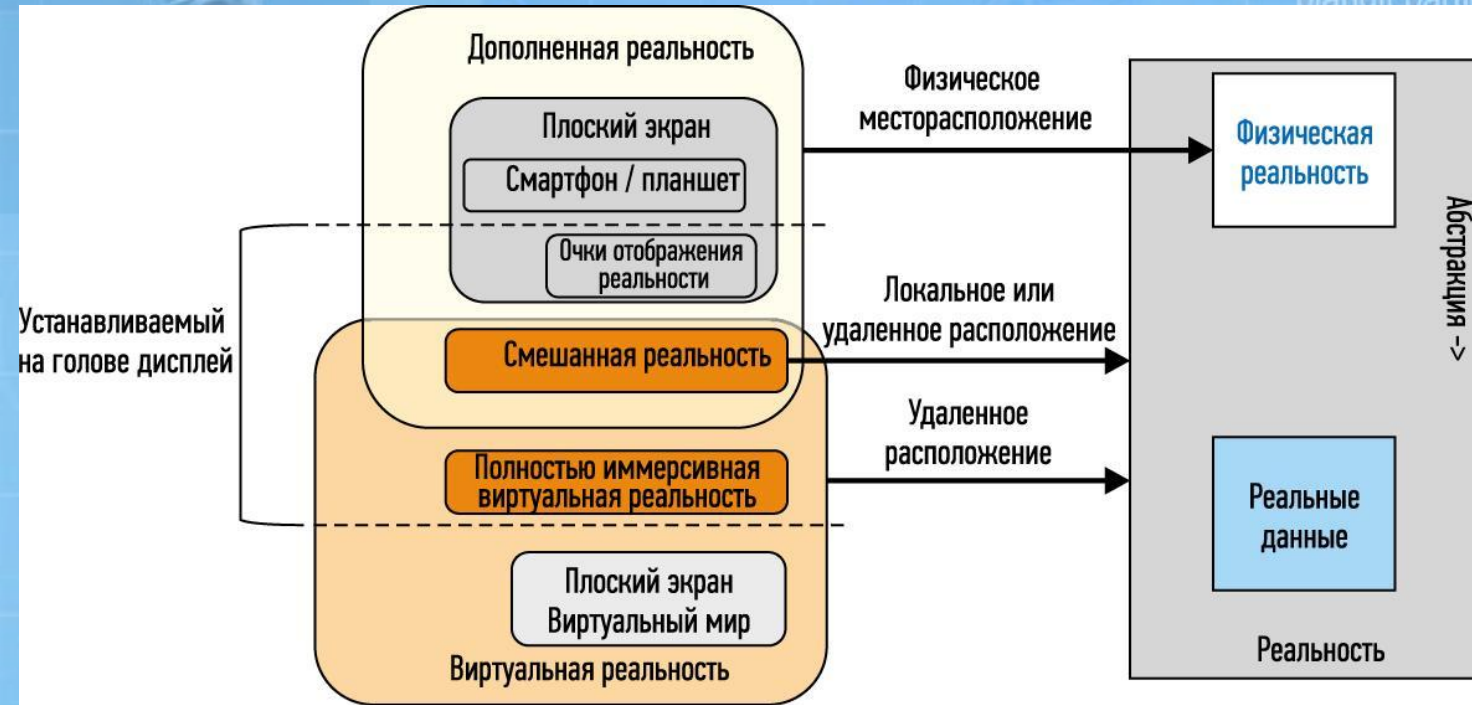 Дополненная реальность
Плоский экран
Смартфон / планшет
Очки отображения
реальности
Устанавливаемый
на голове дисплей
Смешанная реальность
Полностью иммерсивная
виртуальная реальность
Плоский экран
Виртуальный мир
Виртуальная реальность
Физическое
месторасположение
Локальное или
удаленное расположение
Удаленное
расположение
Физическая
реальность
Абстракция ->
Реальные
данные
Реальность